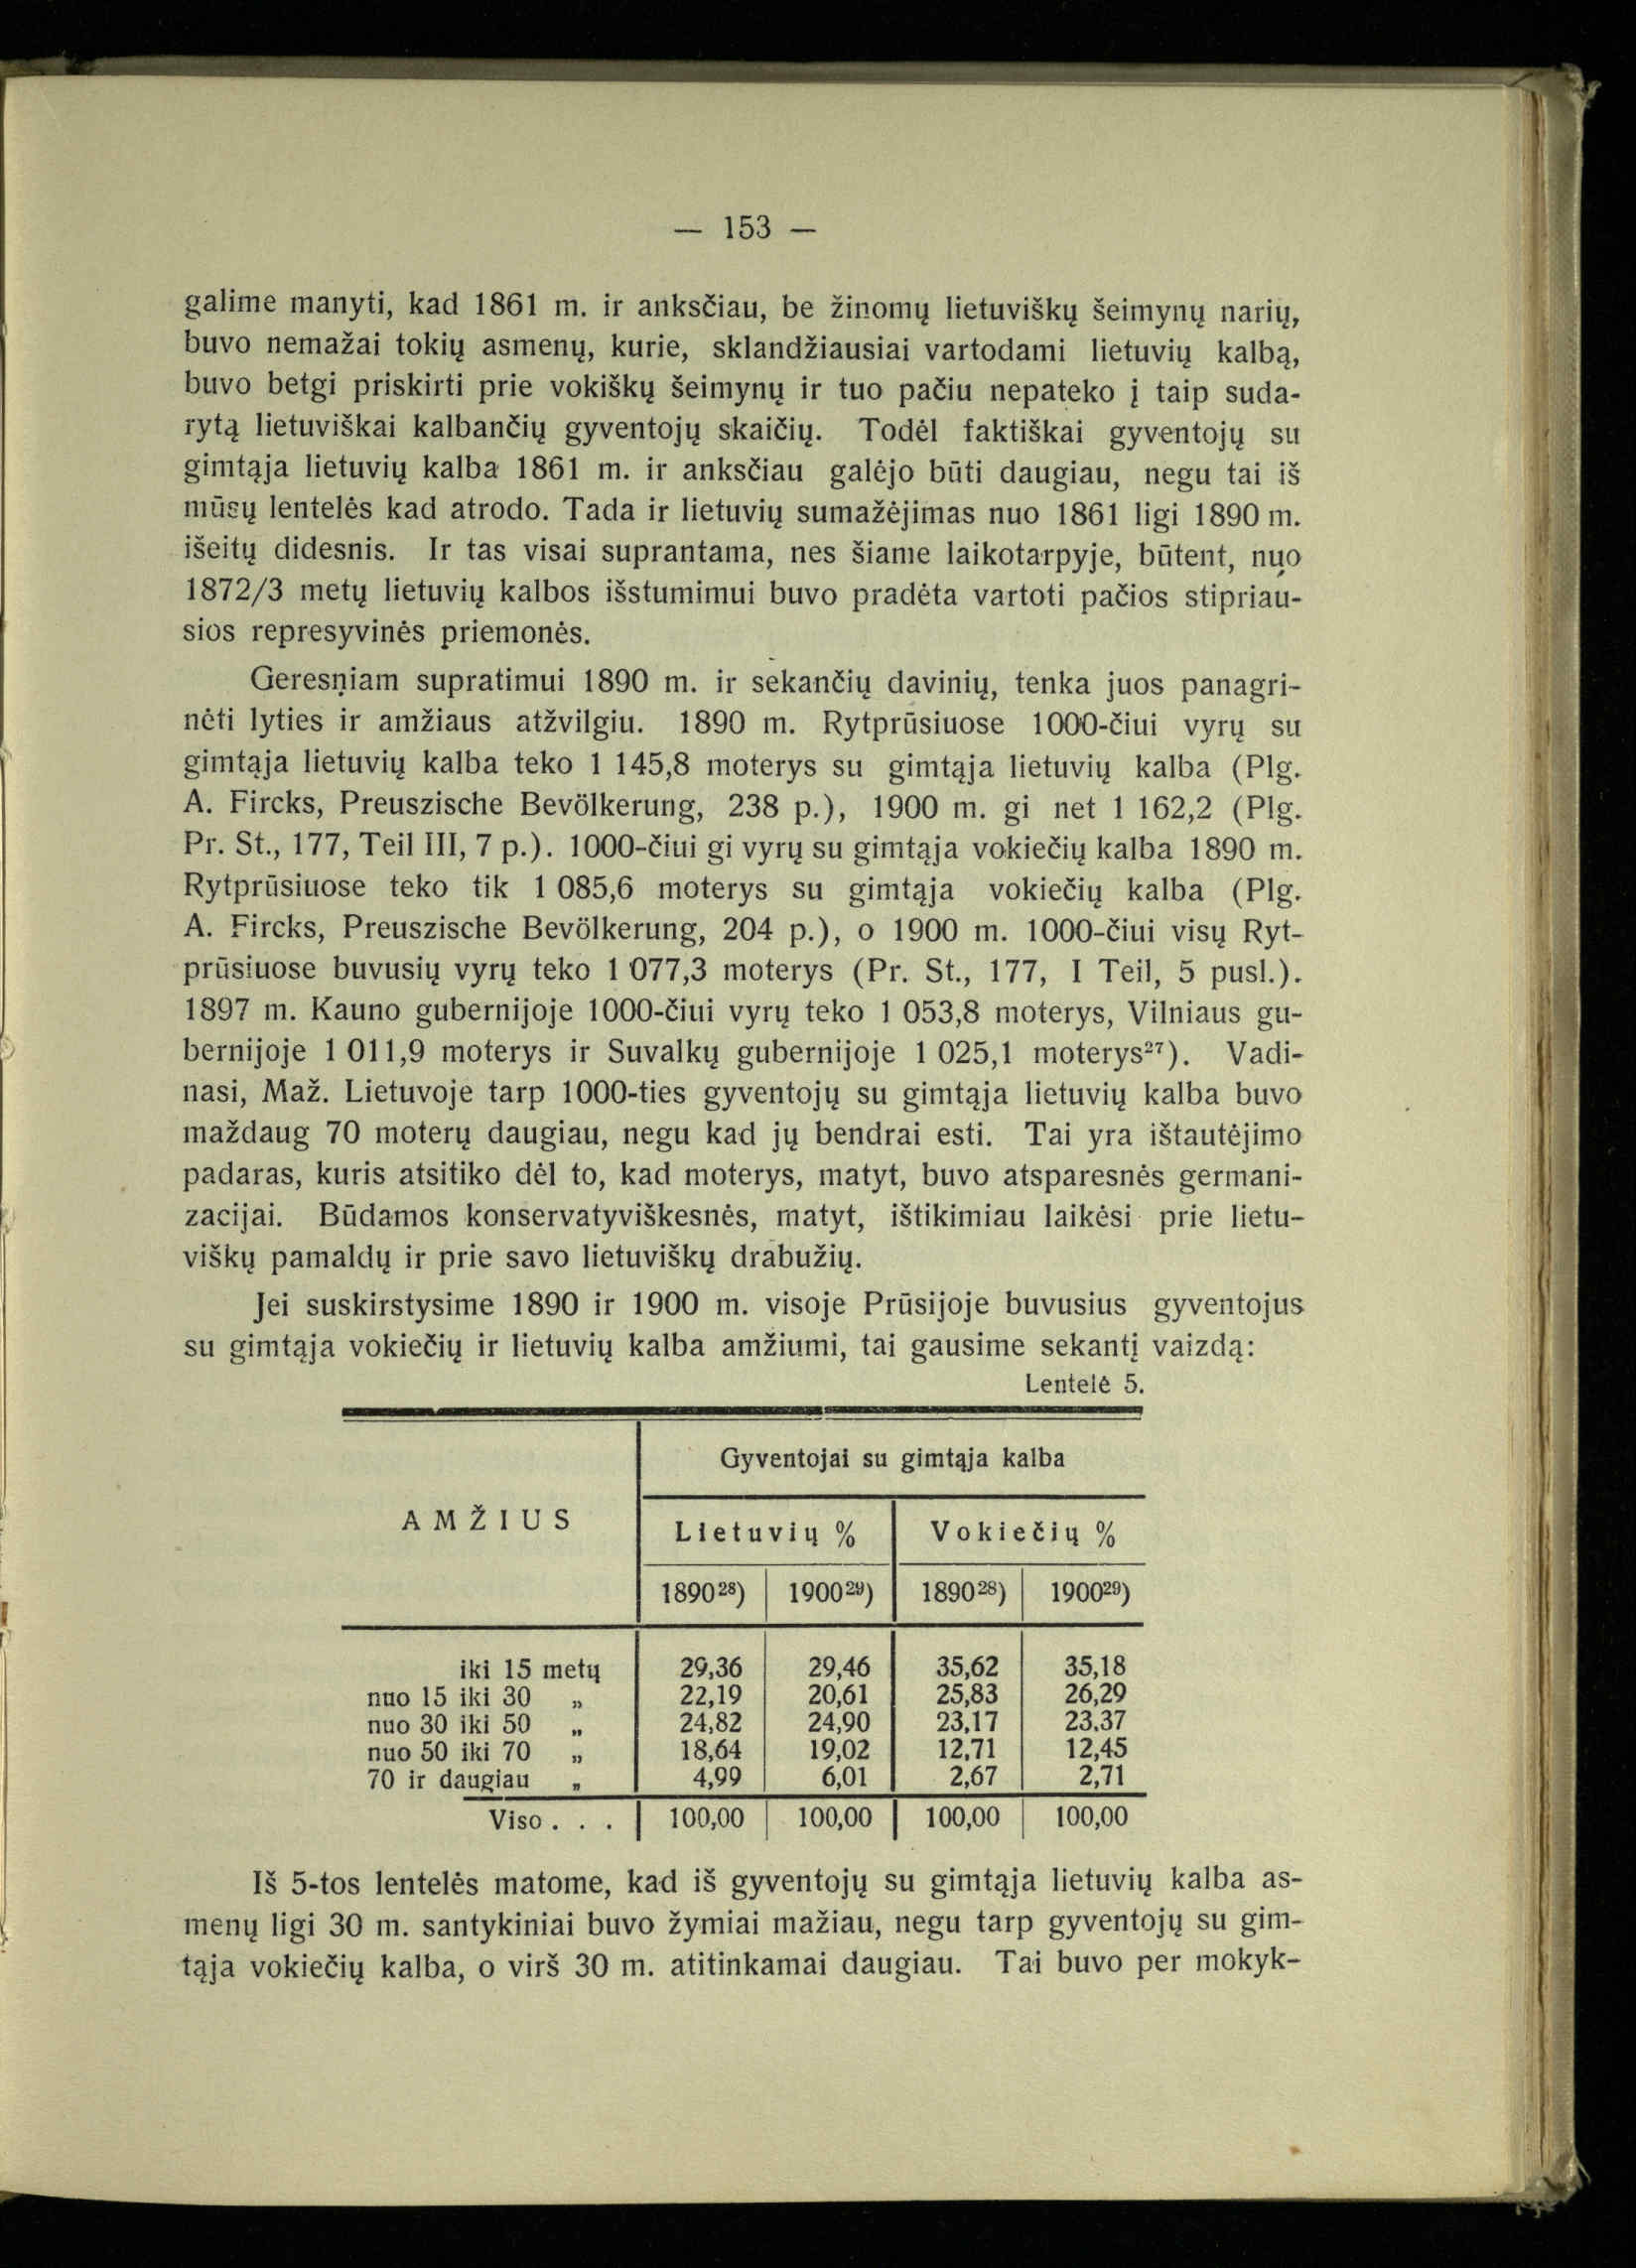 — 153 —
galime manyti, kad 1861 m. ir anksčiau, be žinomų lietuviškų šeimynų narių,
buvo nemažai tokių asmenų, kurie, sklandžiausiai vartodami lietuvių kalbą,
buvo betgi priskirti prie vokiškų šeimynų ir tuo pačiu nepateko į taip suda-
rytą lietuviškai kalbančių gyventojų skaičių. Todėl faktiškai gyventojų su
gimtąja lietuvių kalba 1861 m. ir anksčiau galėjo būti daugiau, negu tai iš
mūsų lentelės kad atrodo. Tada ir lietuvių sumažėjimas nuo 1861 ligi 1890 m.
išeitų didesnis. Ir tas visai suprantama, nes šiame laikotarpyje, būtent, nuo
1872/3 metų lietuvių kalbos išstumimui buvo pradėta vartoti pačios stipriau-
sios represyvinės priemonės.
Geresniam supratimui 1890 m. ir sekančių davinių, tenka juos panagri-
nėti lyties ir amžiaus atžvilgiu. 1890 m. Rytprūsiuose 1000-čiui vyrų su
gimtąja lietuvių kalba teko 1 145,8 moterys su gimtąja lietuvių kalba (Plg.
A. Fircks, Preuszische Bevölkerung, 238 p.), 1900 m. gi net 1 162,2 (Plg.
Pr. St., 177, Teil III, 7 p.). 1000-čiui gi vyrų su gimtąja vokiečių kalba 1890 m.
Rytprūsiuose teko tik 1 085,6 moterys su gimtąja vokiečių kalba (Plg.
A. Fircks, Preuszische Bevölkerung, 204 p.), o 1900 m. 1000-čiui visų Ryt-
prūsiuose buvusių vyrų teko 1 077,3 moterys (Pr. St., 177, I Teil, 5 pusl.).
1897 m. Kauno gubernijoje 1000-čiui vyrų teko 1 053,8 moterys, Vilniaus gu-
bernijoje 1 011,9 moterys ir Suvalkų gubernijoje 1 025,1 moterys²⁷). Vadi-
nasi, Maž. Lietuvoje tarp 1000-ties gyventojų su gimtąja lietuvių kalba buvo
maždaug 70 moterų daugiau, negu kad jų bendrai esti. Tai yra ištautėjimo
padaras, kuris atsitiko dėl to, kad moterys, matyt, buvo atsparesnės germani-
zacijai. Būdamos konservatyviškesnės, matyt, ištikimiau laikėsi prie lietu-
viškų pamaldų ir prie savo lietuviškų drabužių.
Jei suskirstysime 1890 ir 1900 m. visoje Prūsijoje buvusius gyventojus
su gimtąja vokiečių ir lietuvių kalba amžiumi, tai gausime sekantį vaizdą:
Lentelė 5.
AMŽIUS Gyventojai su gimtąja kalba
Lietuvių % Vokiečių %
1890²⁸) 1900²⁹) 1890²⁸) 1900²⁹)
iki 15 metų 29,36 29,46 35,62 35,18
nuo 15 iki 30 „ 22,19 20,61 25,83 26,29
nuo 30 iki 50 „ 24,82 24,90 23,17 23,37
nuo 50 iki 70 „ 18,64 19,02 12,71 12,45
70 ir daugiau „ 4,99 6,01 2,67 2,71
Viso . . . 100,00 100,00 100,00 100,00
Iš 5-tos lentelės matome, kad iš gyventojų su gimtąja lietuvių kalba as-
menų ligi 30 m. santykiniai buvo žymiai mažiau, negu tarp gyventojų su gim-
tąja vokiečių kalba, o virš 30 m. atitinkamai daugiau. Tai buvo per mokyk-